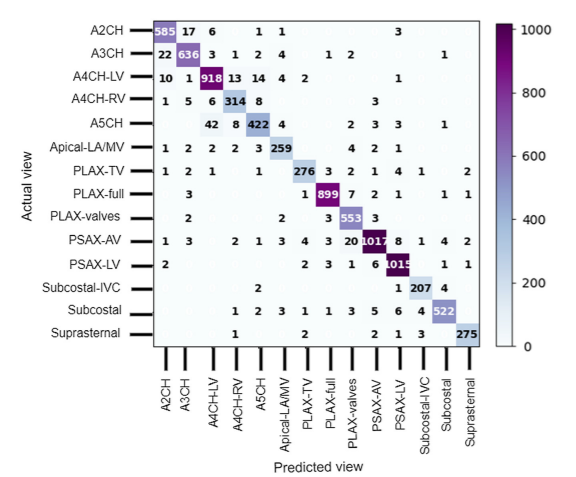 A2CH 585 17 6 1 1 3
A3CH 22 636 3 1 2 4 1 2 1
A4CH-LV 10 1 918 13 14 4 2 1
A4CH-RV 1 5 6 314 8 3
A5CH 42 8 422 4 2 3 3 1
Apical-LA/MV 1 2 2 2 3 259 4 2 1
PLAX-TV 1 2 1 1 276 3 2 1 4 1 2
PLAX-full 3 1 899 7 2 1 1 1
PLAX-valves 2 2 3 553 3
PSAX-AV 1 3 2 1 3 4 3 20 1017 8 1 4 2
PSAX-LV 2 2 3 1 6 1015 1 1
Subcostal-IVC 2 1 207 4
Subcostal 1 2 3 1 1 3 5 6 4 522
Suprasternal 1 2 2 1 3 275
Actual view
A2CH
A3CH
A4CH-LV
A4CH-RV
A5CH
Apical-LA/MV
PLAX-TV
PLAX-full
PLAX-valves
PSAX-AV
PSAX-LV
Subcostal-IVC
Subcostal
Suprasternal
Predicted view
1000
800
600
400
200
0